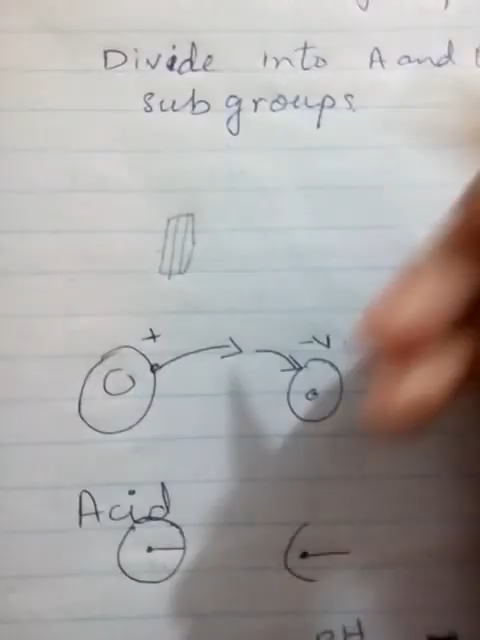 Divide into A and
sub groups
+
-v
Acid